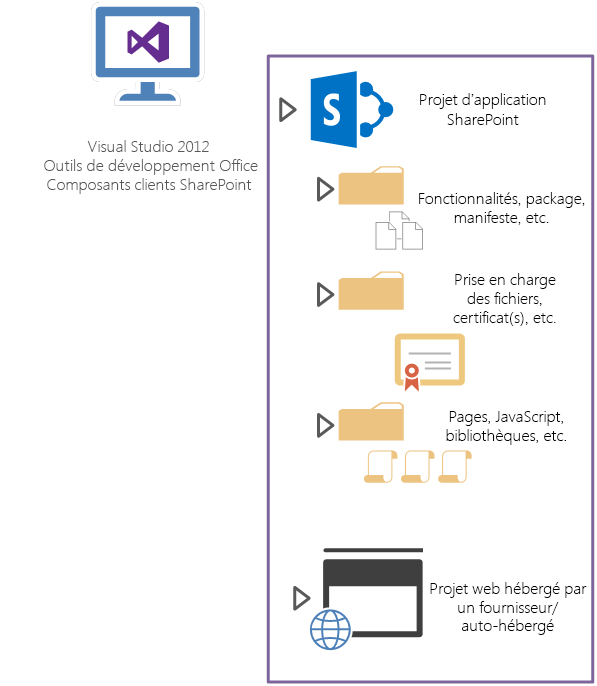 Visual Studio 2012
Outils de développement Office
Composants clients SharePoint
S
Projet d'application
SharePoint
Fonctionnalités, package,
manifeste, etc.
Prise en charge
des fichiers,
certificat(s), etc.
Pages, JavaScript,
bibliothèques, etc.
Projet web hébergé par
un fournisseur/
auto-hébergé